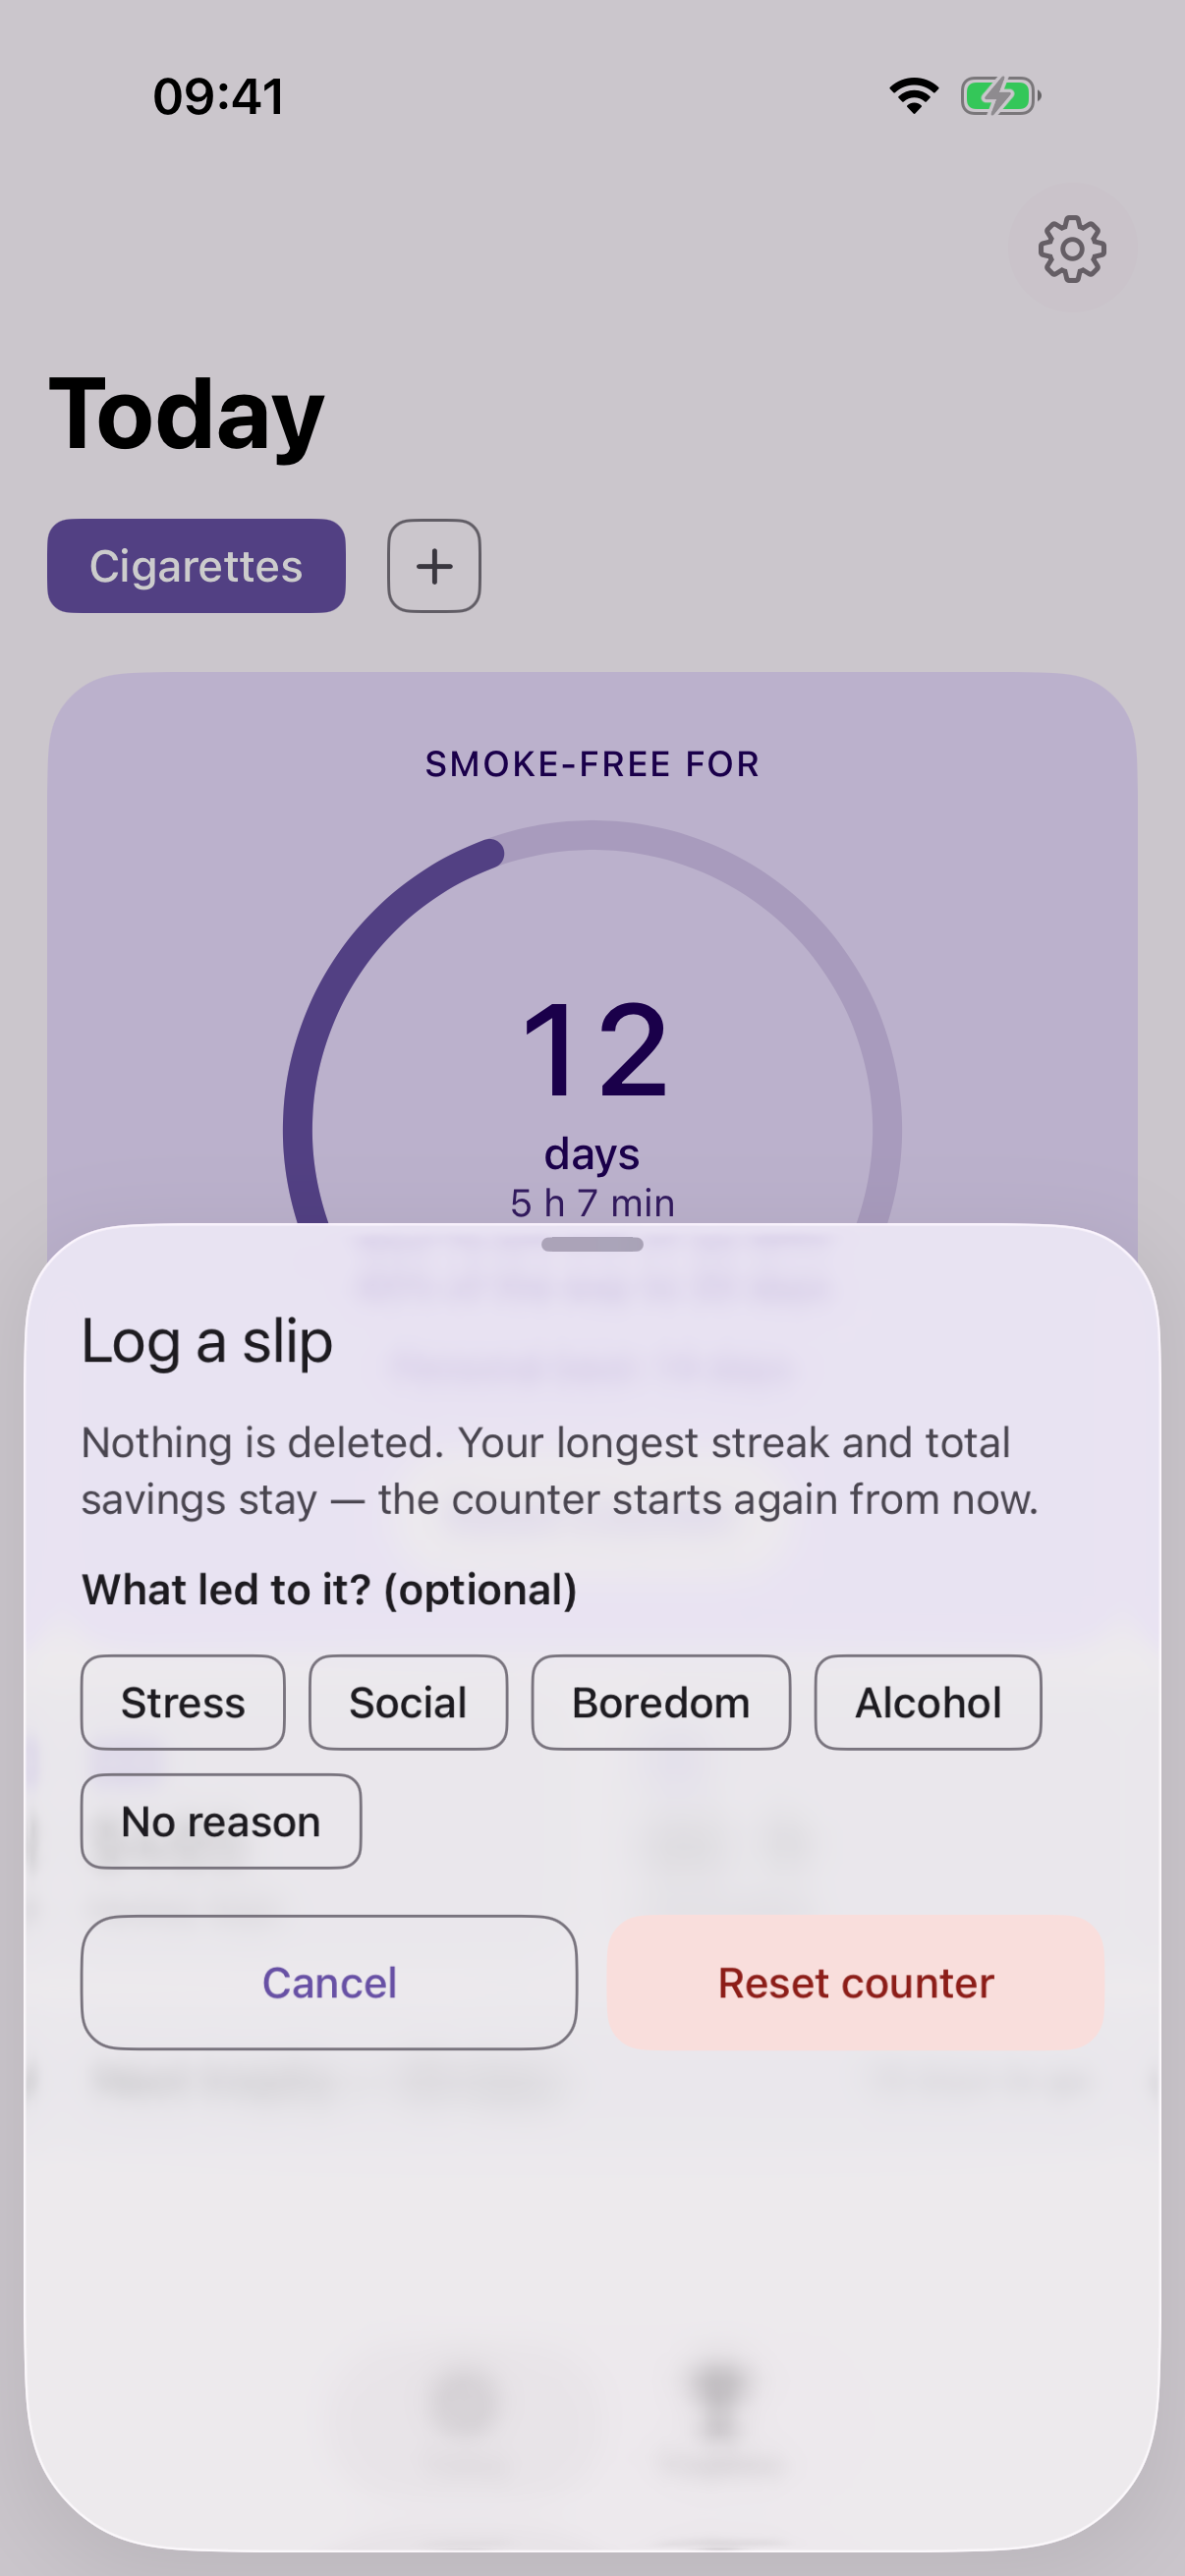 09:41
Today
Cigarettes
SMOKE-FREE FOR
12
days
5 h 7 min
Log a slip
Nothing is deleted. Your longest streak and total
savings stay — the counter starts again from now.
What led to it? (optional)
Stress Social Boredom Alcohol
No reason
Cancel Reset counter